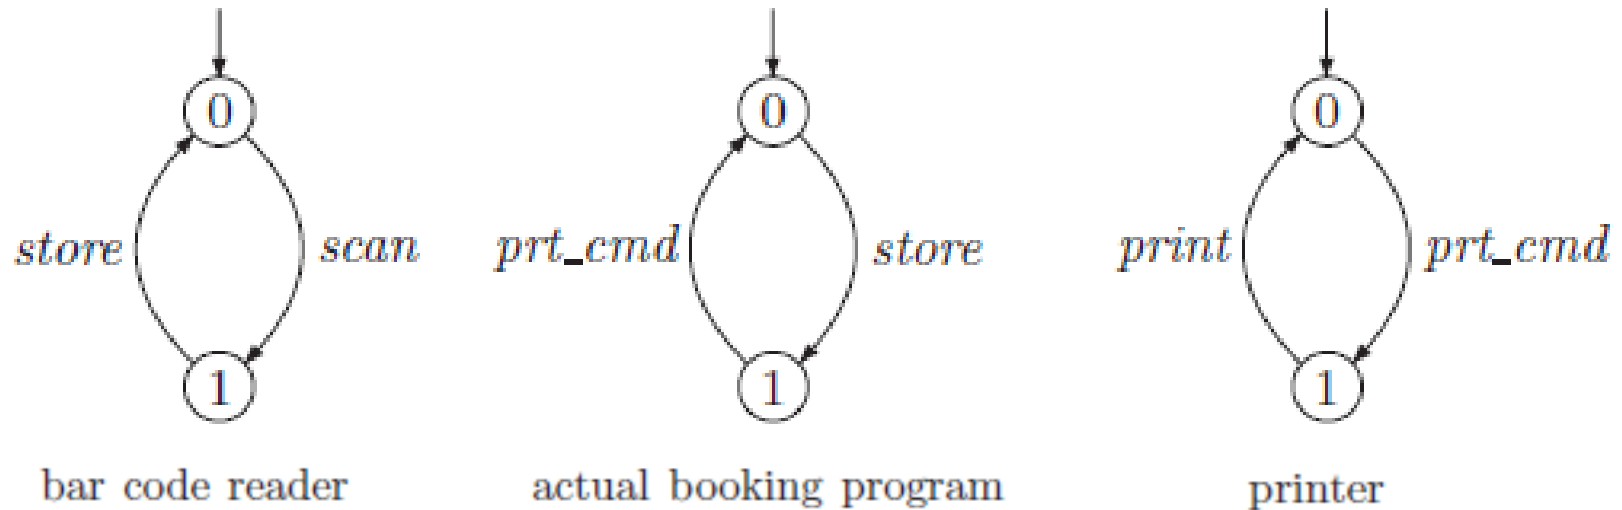 0 0 0
store scan prt_cmd store print prt_cmd
1 1 1
bar code reader actual booking program printer